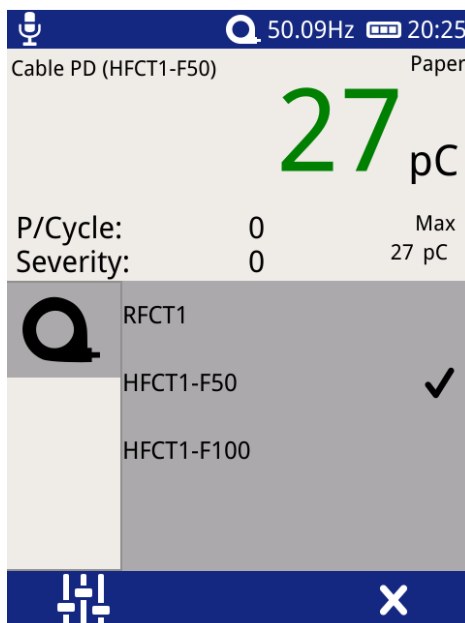 50.09Hz 20:25
Cable PD (HFCT1-F50) Paper
27 pC
P/Cycle: 0 Max
Severity: 0 27 pC
RFCT1
HFCT1-F50
HFCT1-F100